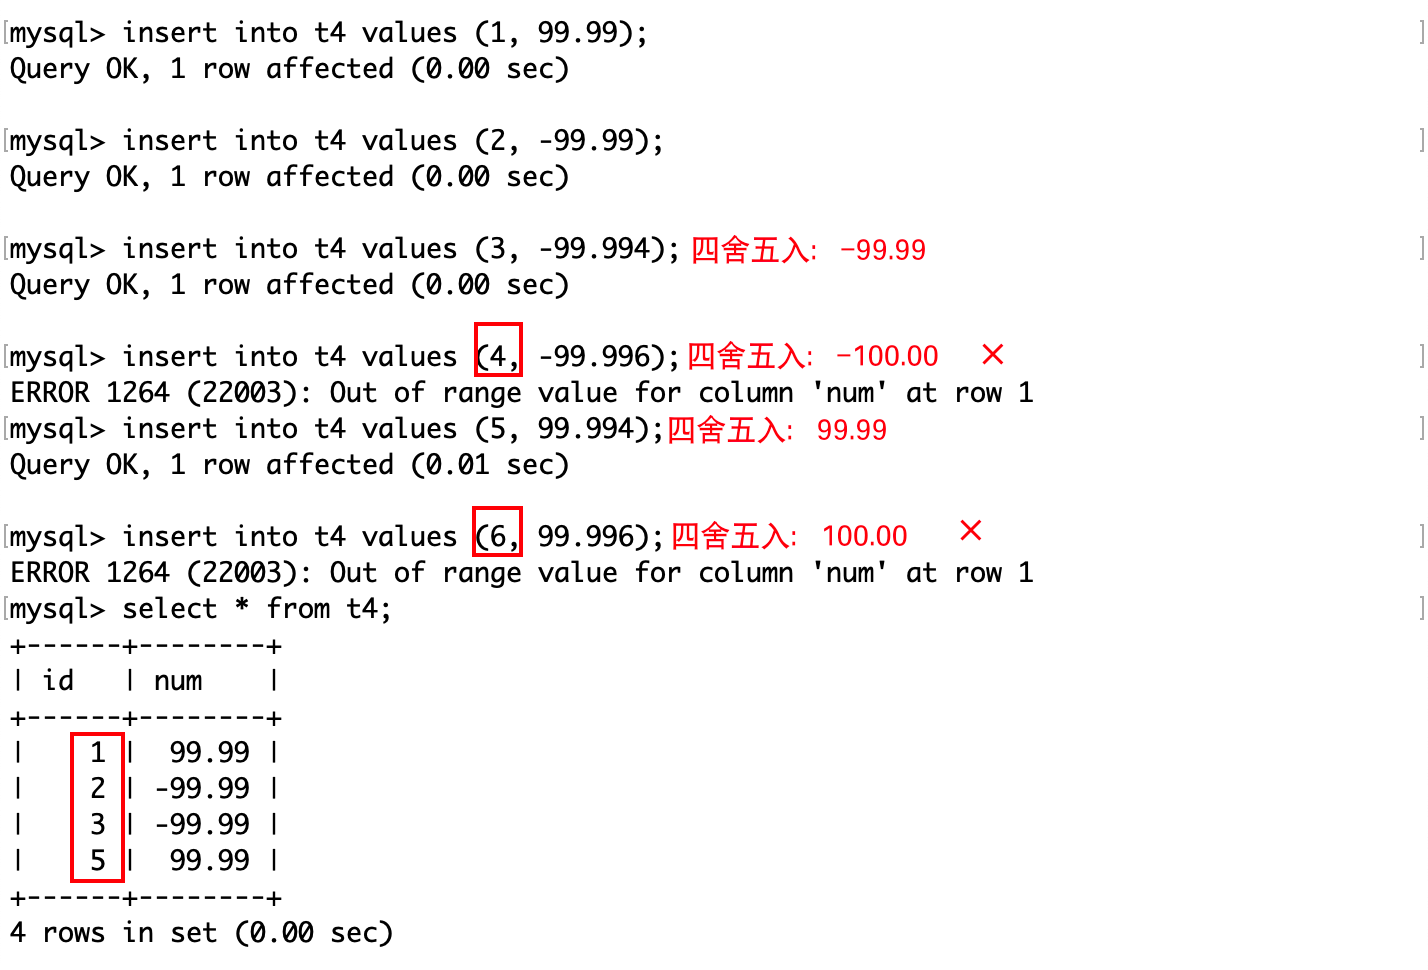 mysql> insert into t4 values (1, 99.99);
Query OK, 1 row affected (0.00 sec)
mysql> insert into t4 values (2, -99.99);
Query OK, 1 row affected (0.00 sec)
mysql> insert into t4 values (3, -99.994); 四舍五入: -99.99
Query OK, 1 row affected (0.00 sec)
mysql> insert into t4 values (4, -99.996); 四舍五入: -100.00 ×
ERROR 1264 (22003): Out of range value for column 'num' at row 1
mysql> insert into t4 values (5, 99.994); 四舍五入: 99.99
Query OK, 1 row affected (0.01 sec)
mysql> insert into t4 values (6, 99.996); 四舍五入: 100.00 ×
ERROR 1264 (22003): Out of range value for column 'num' at row 1
mysql> select * from t4;
+------+--------+
| id   | num    |
+------+--------+
|    1 |  99.99 |
|    2 | -99.99 |
|    3 | -99.99 |
|    5 |  99.99 |
+------+--------+
4 rows in set (0.00 sec)